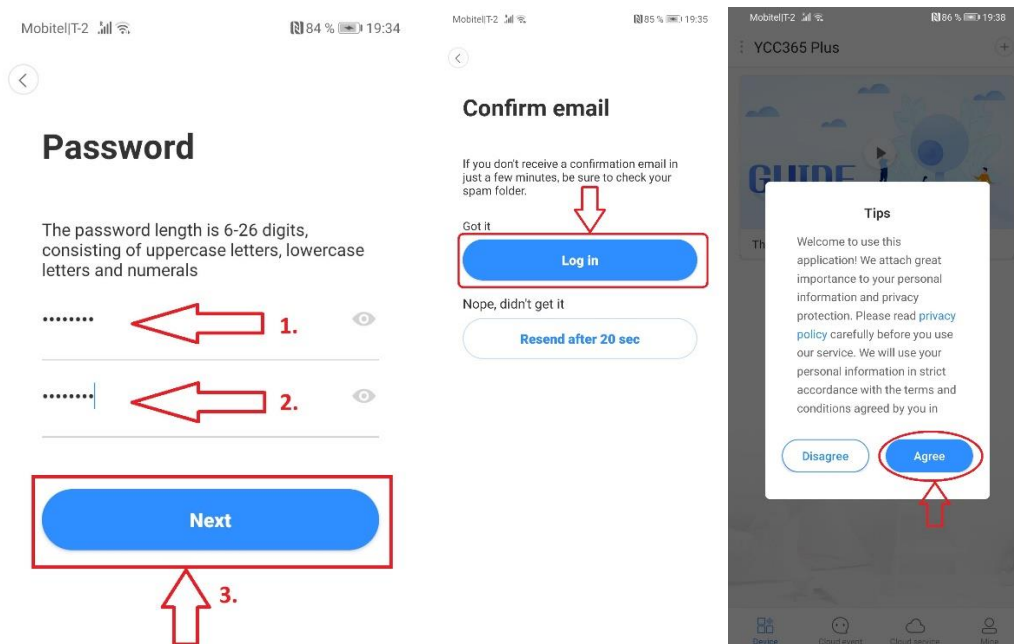 Mobitel|T-2 84 % 19:34
Password
The password length is 6-26 digits,
consisting of uppercase letters, lowercase
letters and numerals
•••••••• 1.
•••••••• 2.
Next
3.
Mobitel|T-2 85 % 19:35
Confirm email
If you don't receive a confirmation email in
just a few minutes, be sure to check your
spam folder.
Got it
Log in
Nope, didn't get it
Resend after 20 sec
Mobitel|T-2 86 % 19:38
YCC365 Plus
GUIDE
Th
Tips
Welcome to use this
application! We attach great
importance to your personal
information and privacy
protection. Please read privacy
policy carefully before you use
our service. We will use your
personal information in strict
accordance with the terms and
conditions agreed by you in
Disagree Agree
Device Cloud event Cloud service Mine